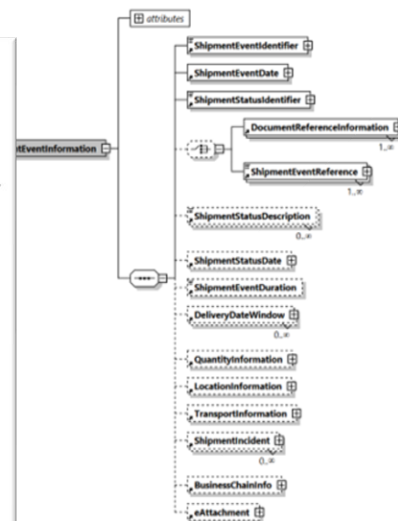 attributes
ShipmentEventIdentifier
ShipmentEventDate
ShipmentStatusIdentifier
DocumentReferenceInformation
1..∞
ntEventInformation
ShipmentEventReference
1..∞
ShipmentStatusDescription
0..∞
ShipmentStatusDate
ShipmentEventDuration
DeliveryDateWindow
0..∞
QuantityInformation
LocationInformation
TransportInformation
ShipmentIncident
0..∞
BusinessChainInfo
eAttachment